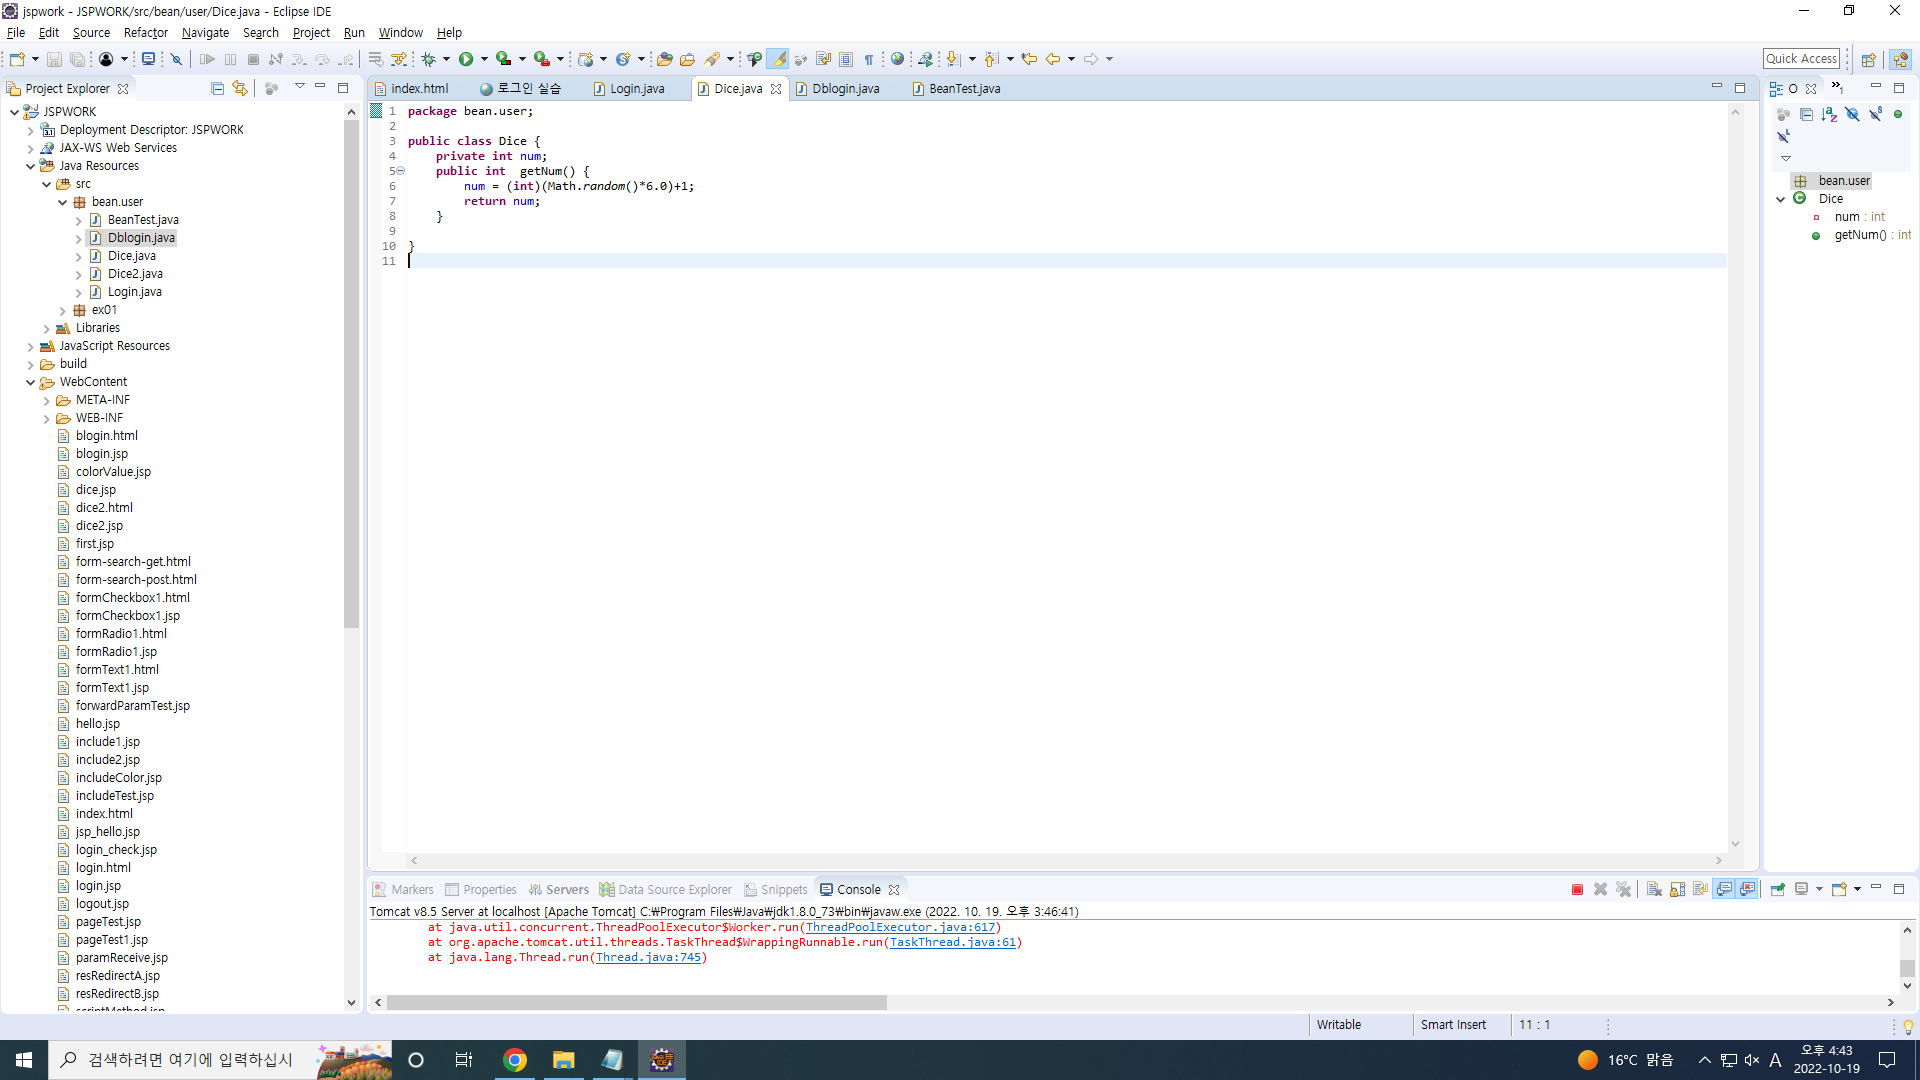 jspwork - JSPWORK/src/bean/user/Dice.java - Eclipse IDE
File Edit Source Refactor Navigate Search Project Run Window Help
Quick Access
Project Explorer
JSPWORK
Deployment Descriptor: JSPWORK
JAX-WS Web Services
Java Resources
src
bean.user
BeanTest.java
Dblogin.java
Dice.java
Dice2.java
Login.java
ex01
Libraries
JavaScript Resources
build
WebContent
META-INF
WEB-INF
blogin.html
blogin.jsp
colorValue.jsp
dice.jsp
dice2.html
dice2.jsp
first.jsp
form-search-get.html
form-search-post.html
formCheckbox1.html
formCheckbox1.jsp
formRadio1.html
formRadio1.jsp
formText1.html
formText1.jsp
forwardParamTest.jsp
hello.jsp
include1.jsp
include2.jsp
includeColor.jsp
includeTest.jsp
index.html
jsp_hello.jsp
login_check.jsp
login.html
login.jsp
logout.jsp
pageTest.jsp
pageTest1.jsp
paramReceive.jsp
resRedirectA.jsp
resRedirectB.jsp
index.html 로그인 실습 Login.java Dice.java Dblogin.java BeanTest.java
1 package bean.user;
2
3 public class Dice {
4 private int num;
5 public int  getNum() {
6 num = (int)(Math.random()*6.0)+1;
7 return num;
8 }
9
10 }
11
O
bean.user
Dice
num : int
getNum() : int
Markers Properties Servers Data Source Explorer Snippets Console
Tomcat v8.5 Server at localhost [Apache Tomcat] C:₩Program Files₩Java₩jdk1.8.0_73₩bin₩javaw.exe (2022. 10. 19. 오후 3:46:41)
at java.util.concurrent.ThreadPoolExecutor$Worker.run(ThreadPoolExecutor.java:617)
at org.apache.tomcat.util.threads.TaskThread$WrappingRunnable.run(TaskThread.java:61)
at java.lang.Thread.run(Thread.java:745)
Writable Smart Insert 11 : 1
검색하려면 여기에 입력하십시
16°C 맑음 A 오후 4:43
2022-10-19